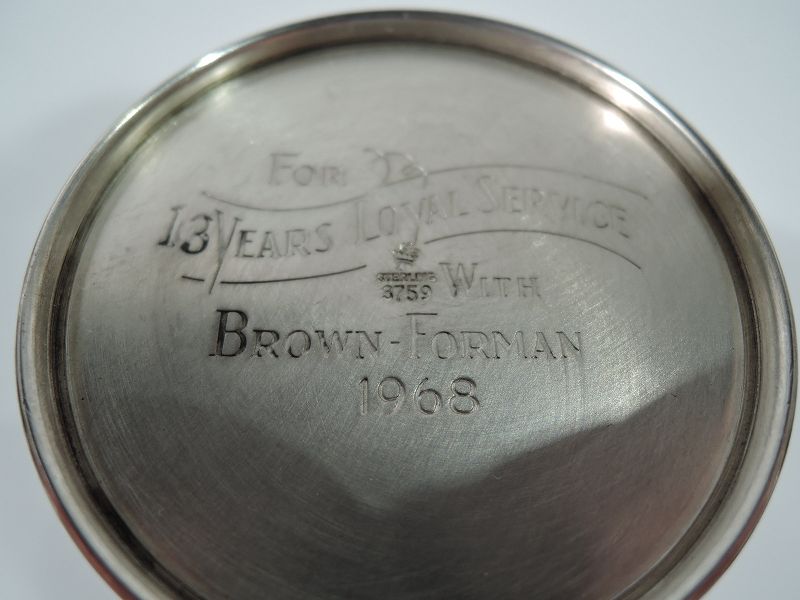 FOR
13 YEARS LOYAL SERVICE
STERLING
3759
WITH
BROWN-FORMAN
1968